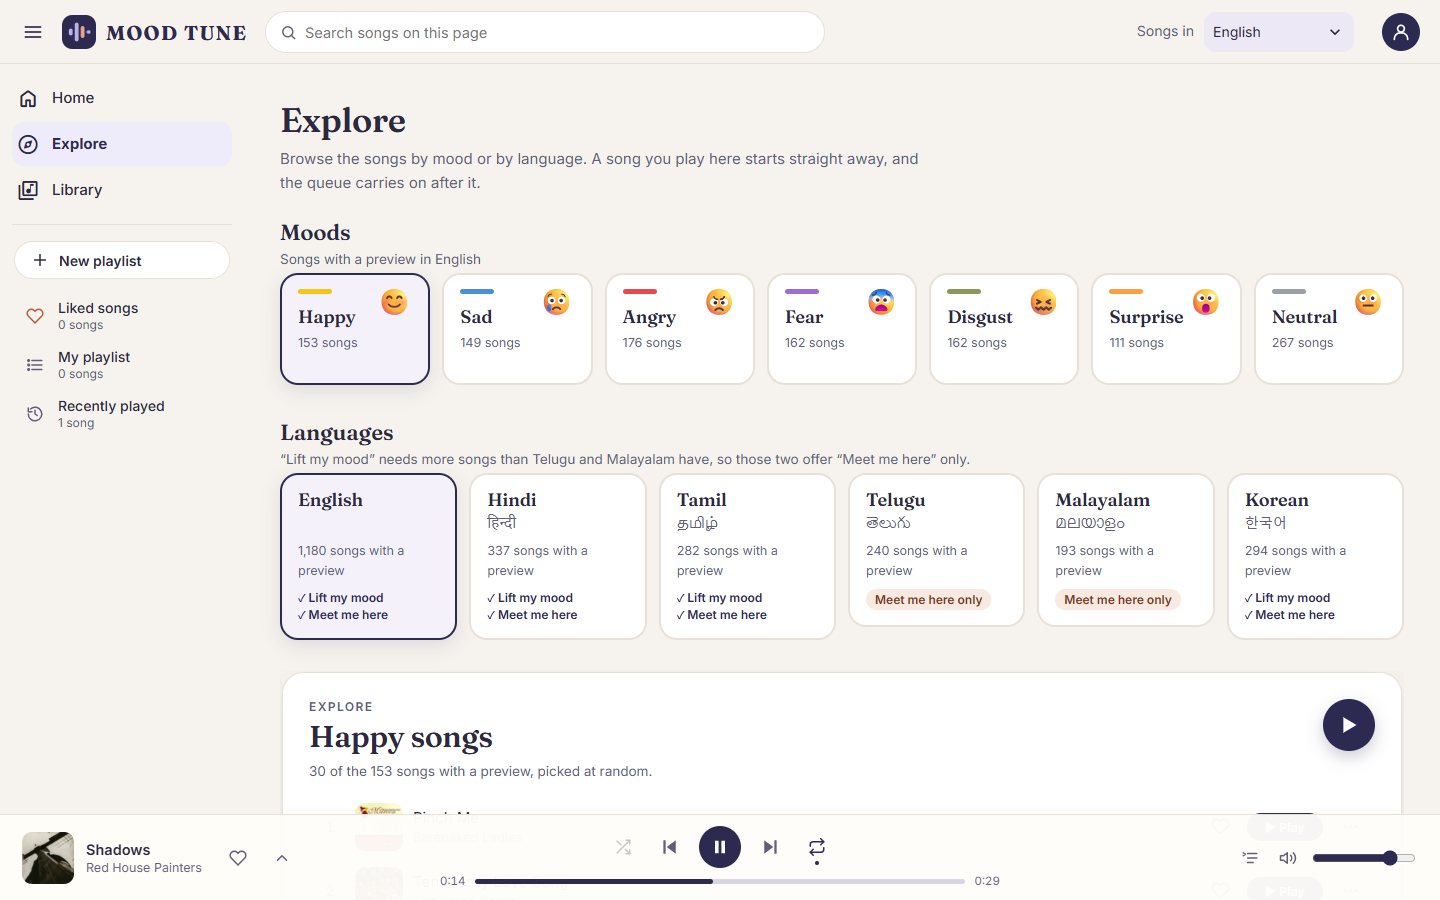 MOOD TUNE
Search songs on this page
Songs in
English
Home
Explore
Library
New playlist
Liked songs
0 songs
My playlist
0 songs
Recently played
1 song
Explore
Browse the songs by mood or by language. A song you play here starts straight away, and
the queue carries on after it.
Moods
Songs with a preview in English
Happy
153 songs
Sad
149 songs
Angry
176 songs
Fear
162 songs
Disgust
162 songs
Surprise
111 songs
Neutral
267 songs
Languages
“Lift my mood” needs more songs than Telugu and Malayalam have, so those two offer “Meet me here” only.
English
1,180 songs with a
preview
✓ Lift my mood
✓ Meet me here
Hindi
हिन्दी
337 songs with a
preview
✓ Lift my mood
✓ Meet me here
Tamil
தமிழ்
282 songs with a
preview
✓ Lift my mood
✓ Meet me here
Telugu
తెలుగు
240 songs with a
preview
Meet me here only
Malayalam
മലയാളം
193 songs with a
preview
Meet me here only
Korean
한국어
294 songs with a
preview
✓ Lift my mood
✓ Meet me here
EXPLORE
Happy songs
30 of the 153 songs with a preview, picked at random.
Play
Shadows
Red House Painters
0:14
0:29
Play